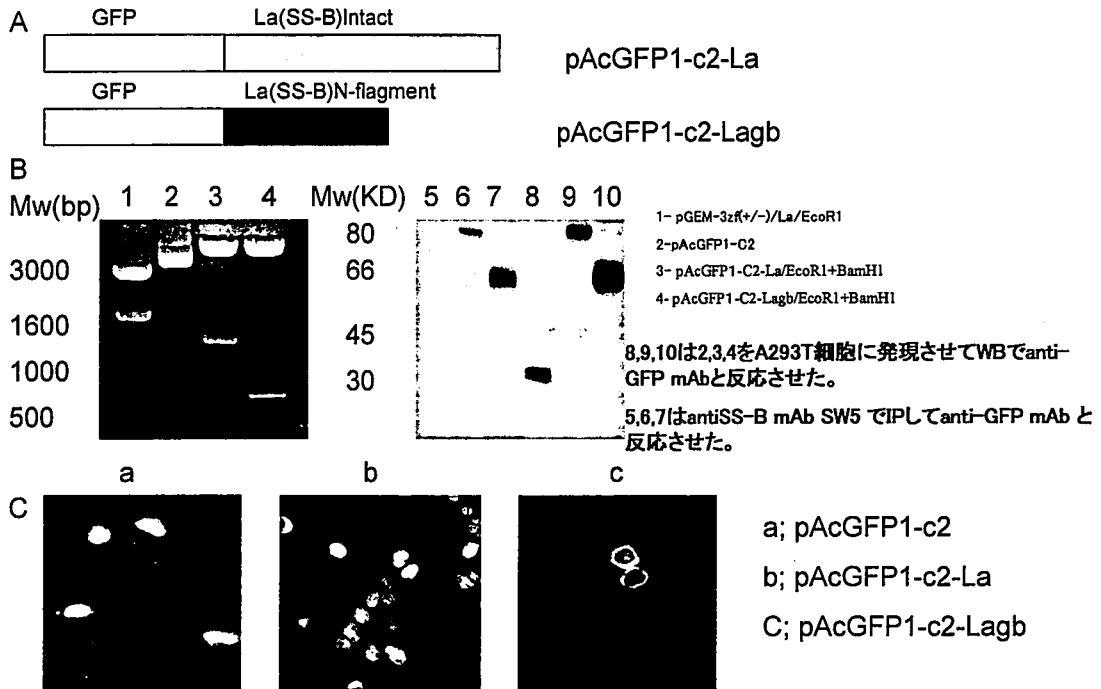 A
GFP La(SS-B)Intact
pAcGFP1-c2-La
GFP La(SS-B)N-flagment
pAcGFP1-c2-Lagb
B
Mw(bp) 1 2 3 4
3000
1600
1000
500
Mw(KD) 5 6 7 8 9 10
80
66
45
30
1- pGEM-3zf(+/-)/La/EcoR1
2-pAcGFP1-C2
3- pAcGFP1-C2-La/EcoR1+BamH1
4- pAcGFP1-C2-Lagb/EcoR1+BamH1
8,9,10は2,3,4をA293T細胞に発現させてWBでanti-
GFP mAbと反応させた。
5,6,7はantiSS-B mAb SW5 でIPしてanti-GFP mAb と
反応させた。
C
a b c
a; pAcGFP1-c2
b; pAcGFP1-c2-La
C; pAcGFP1-c2-Lagb